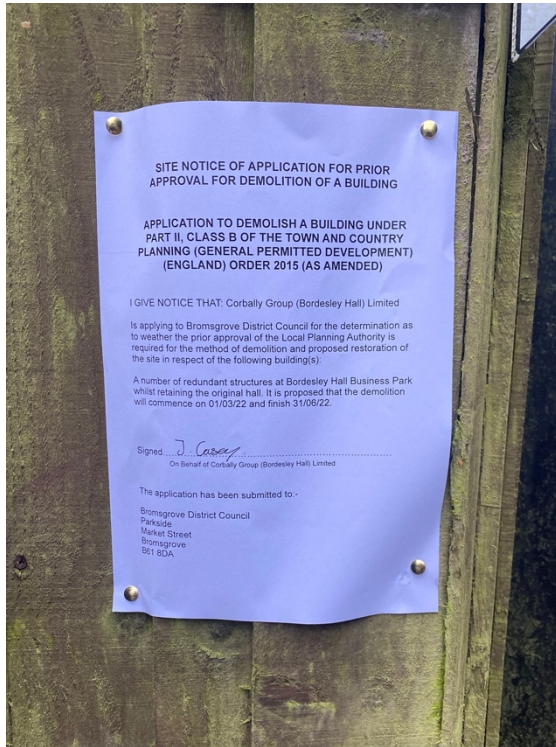 SITE NOTICE OF APPLICATION FOR PRIOR
APPROVAL FOR DEMOLITION OF A BUILDING
APPLICATION TO DEMOLISH A BUILDING UNDER
PART II, CLASS B OF THE TOWN AND COUNTRY
PLANNING (GENERAL PERMITTED DEVELOPMENT)
(ENGLAND) ORDER 2015 (AS AMENDED)
I GIVE NOTICE THAT: Corbally Group (Bordesley Hall) Limited
Is applying to Bromsgrove District Council for the determination as
to weather the prior approval of the Local Planning Authority is
required for the method of demolition and proposed restoration of
the site in respect of the following building(s):
A number of redundant structures at Bordesley Hall Business Park
whilst retaining the original hall. It is proposed that the demolition
will commence on 01/03/22 and finish 31/06/22.
Signed J. Casey
On Behalf of Corbally Group (Bordesley Hall) Limited
The application has been submitted to:-
Bromsgrove District Council
Parkside
Market Street
Bromsgrove
B61 8DA